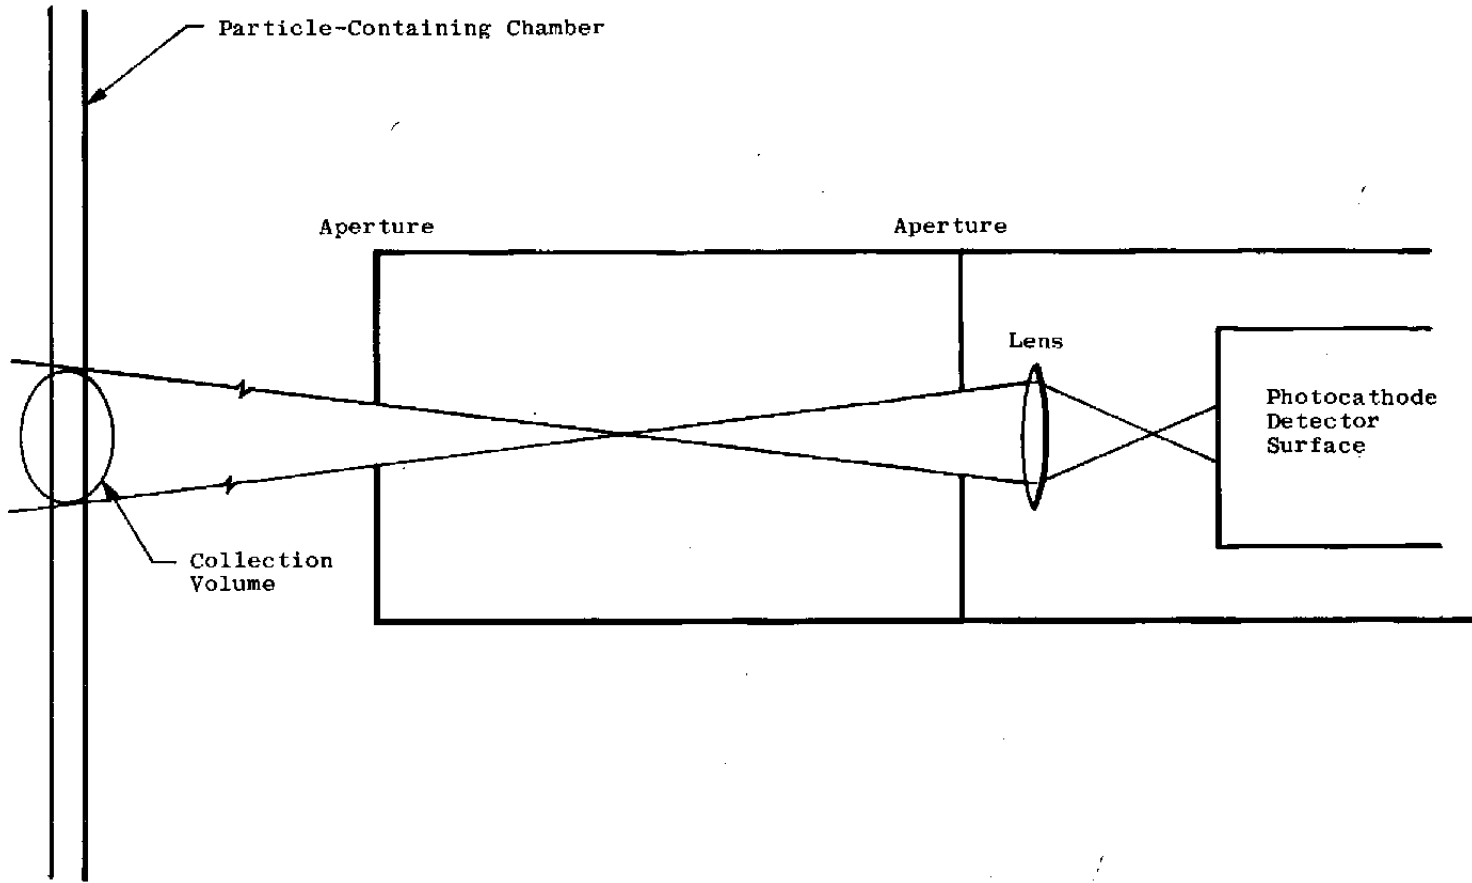 Particle-Containing Chamber
Aperture
Aperture
Lens
Photocathode
Detector
Surface
Collection
Volume